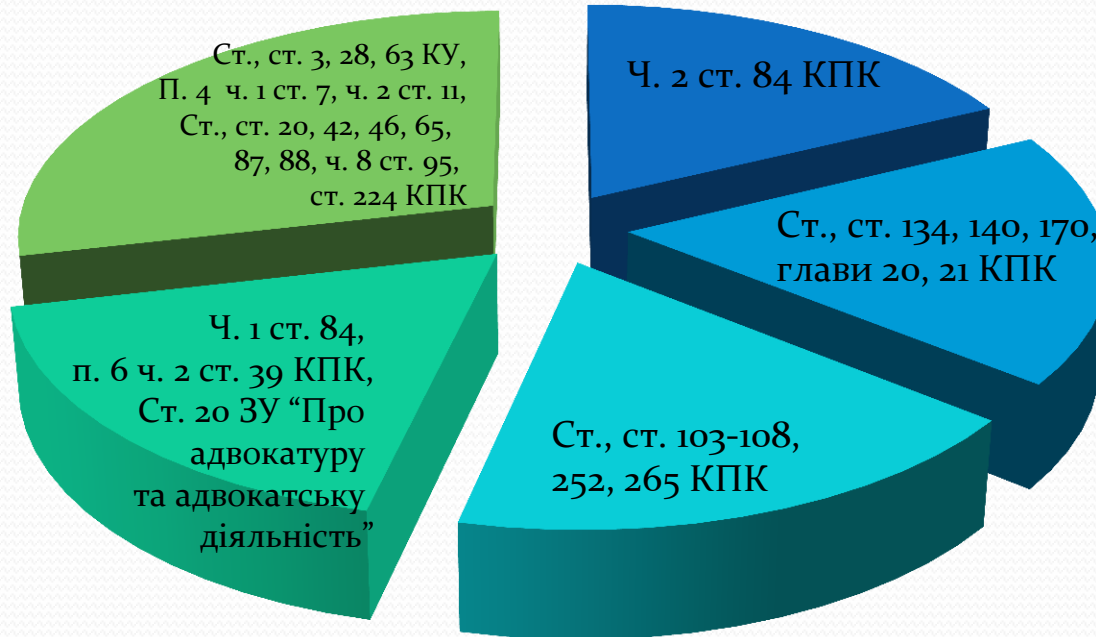 Ст., ст. 3, 28, 63 КУ,
П. 4 ч. 1 ст. 7, ч. 2 ст. 11,
Ст., ст. 20, 42, 46, 65,
87, 88, ч. 8 ст. 95,
ст. 224 КПК
Ч. 2 ст. 84 КПК
Ст., ст. 134, 140, 170,
глави 20, 21 КПК
Ч. 1 ст. 84,
п. 6 ч. 2 ст. 39 КПК,
Ст. 20 ЗУ “Про
адвокатуру
та адвокатську
діяльність”
Ст., ст. 103-108,
252, 265 КПК